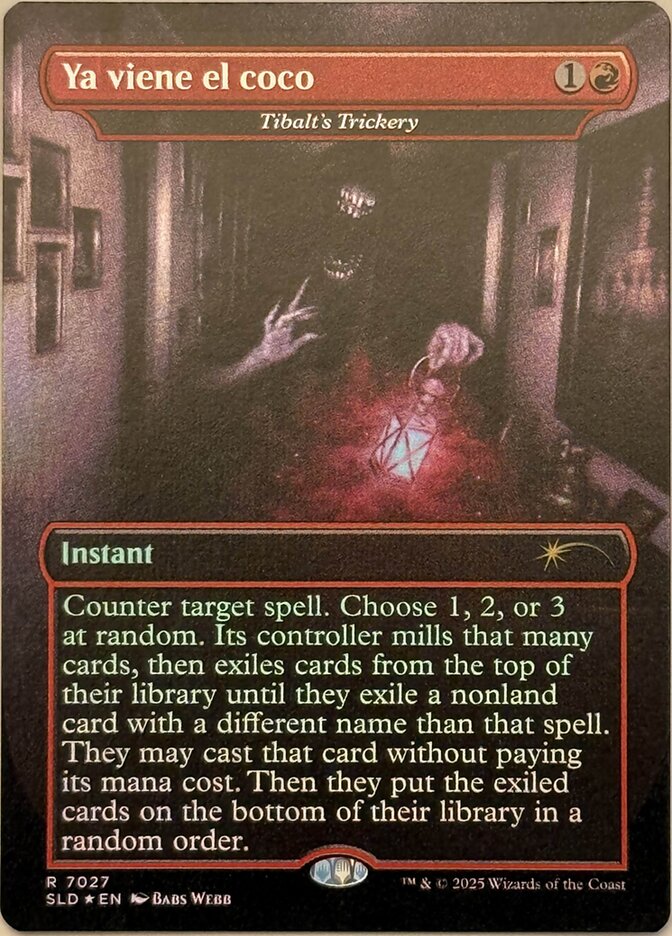 Ya viene el coco 1
Tibalt's Trickery
Instant
Counter target spell. Choose 1, 2, or 3
at random. Its controller mills that many
cards, then exiles cards from the top of
their library until they exile a nonland
card with a different name than that spell.
They may cast that card without paying
its mana cost. Then they put the exiled
cards on the bottom of their library in a
random order.
R 7027
SLD ★ EN Babs Webb
™ & © 2025 Wizards of the Coast